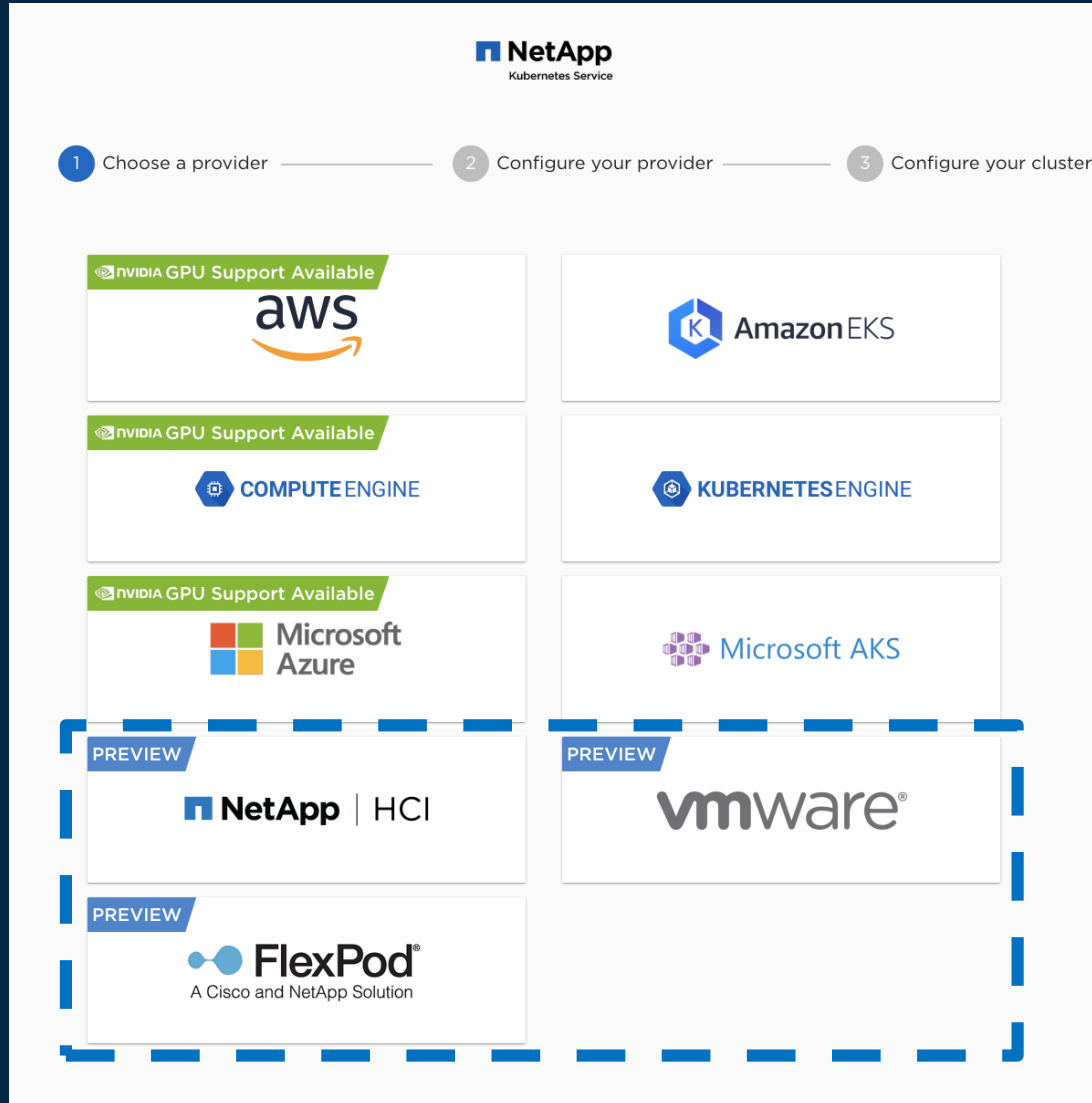 NetApp
Kubernetes Service
1 Choose a provider
2 Configure your provider
3 Configure your cluster
NVIDIA GPU Support Available
aws
Amazon EKS
NVIDIA GPU Support Available
COMPUTE ENGINE
KUBERNETES ENGINE
NVIDIA GPU Support Available
Microsoft
Azure
Microsoft AKS
PREVIEW
NetApp | HCI
PREVIEW
vmware®
PREVIEW
FlexPod®
A Cisco and NetApp Solution